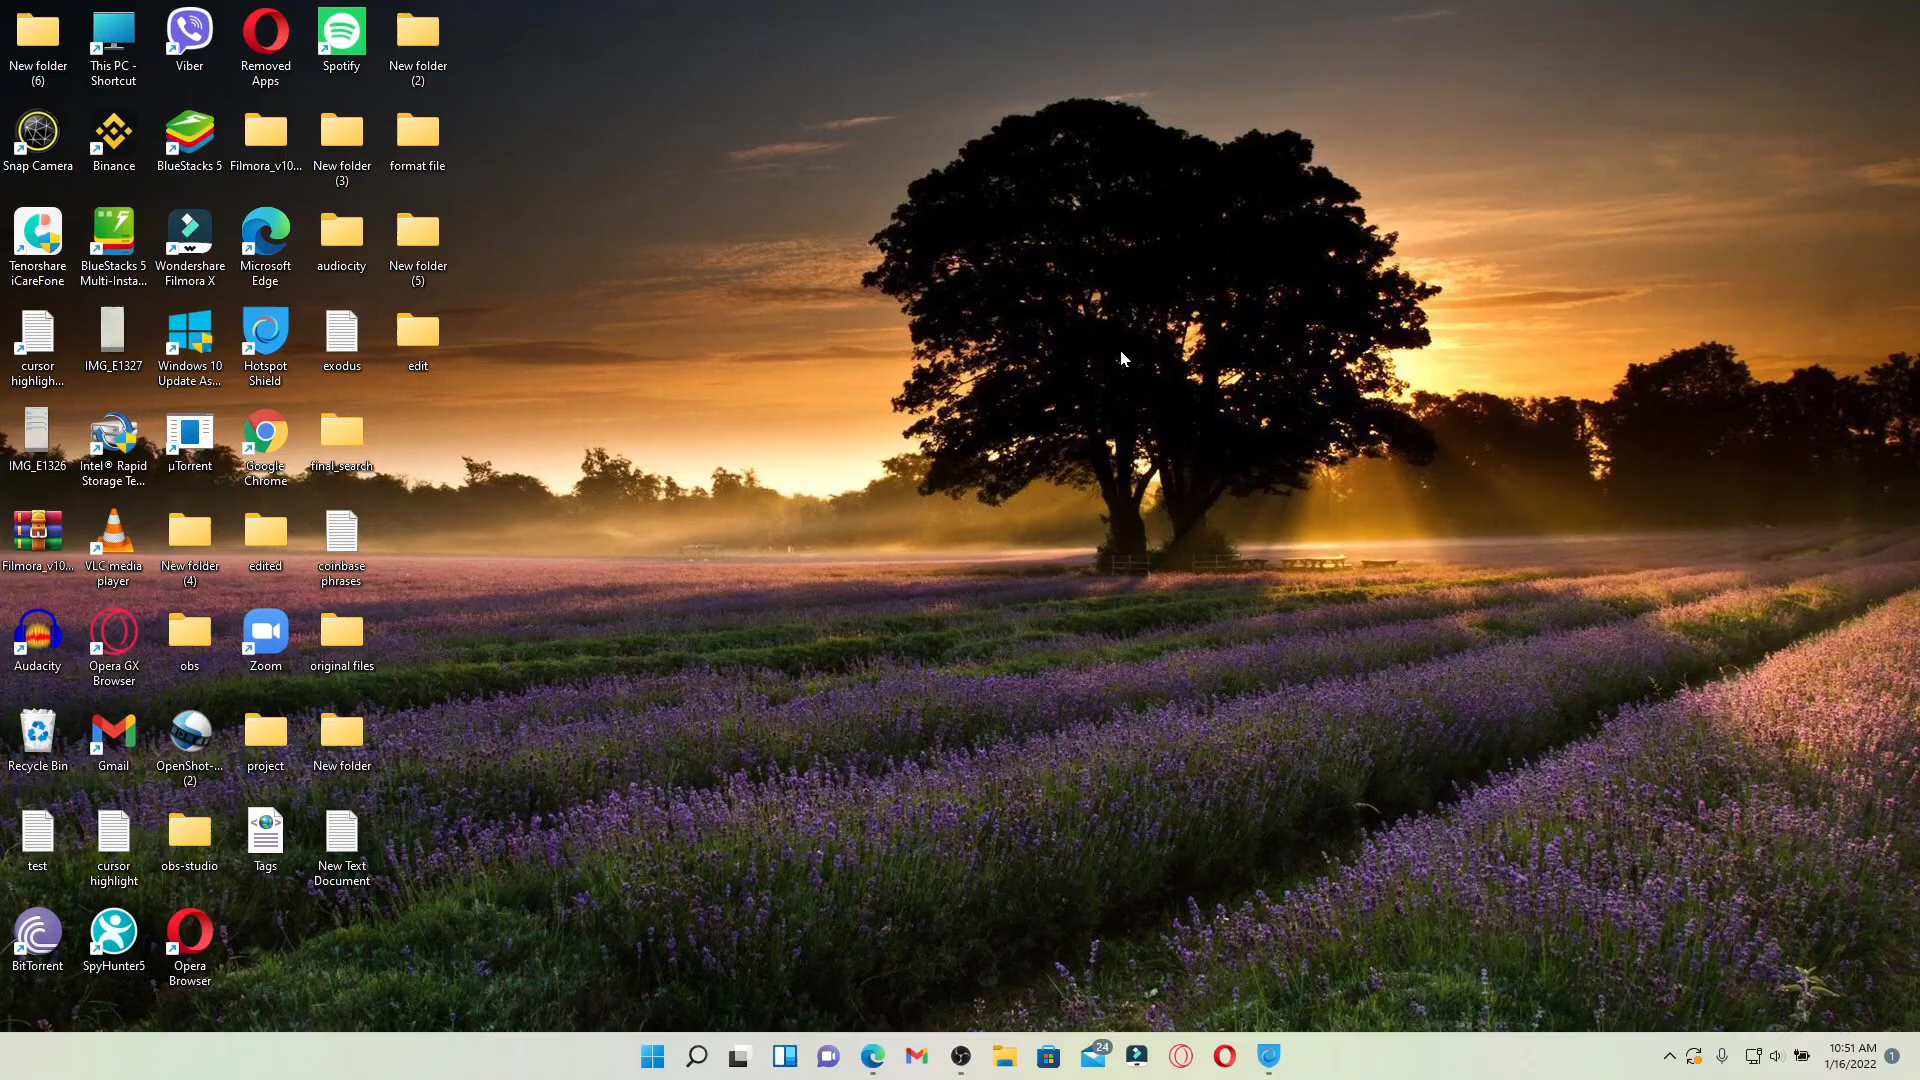 New folder
(6)
This PC -
Shortcut
Viber
Removed
Apps
Spotify
New folder
(2)
Snap Camera
Binance
BlueStacks 5
Filmora_v10...
New folder
(3)
format file
Tenorshare
iCareFone
BlueStacks 5
Multi-Insta...
Wondershare
Filmora X
Microsoft
Edge
audiocity
New folder
(5)
cursor
highligh...
IMG_E1327
Windows 10
Update As...
Hotspot
Shield
exodus
edit
IMG_E1326
Intel® Rapid
Storage Te...
µTorrent
Google
Chrome
final_search
Filmora_v10...
VLC media
player
New folder
(4)
edited
coinbase
phrases
Audacity
Opera GX
Browser
obs
Zoom
original files
Recycle Bin
Gmail
OpenShot-...
(2)
project
New folder
test
cursor
highlight
obs-studio
Tags
New Text
Document
BitTorrent
SpyHunter5
Opera
Browser
24
10:51 AM
1/16/2022
1